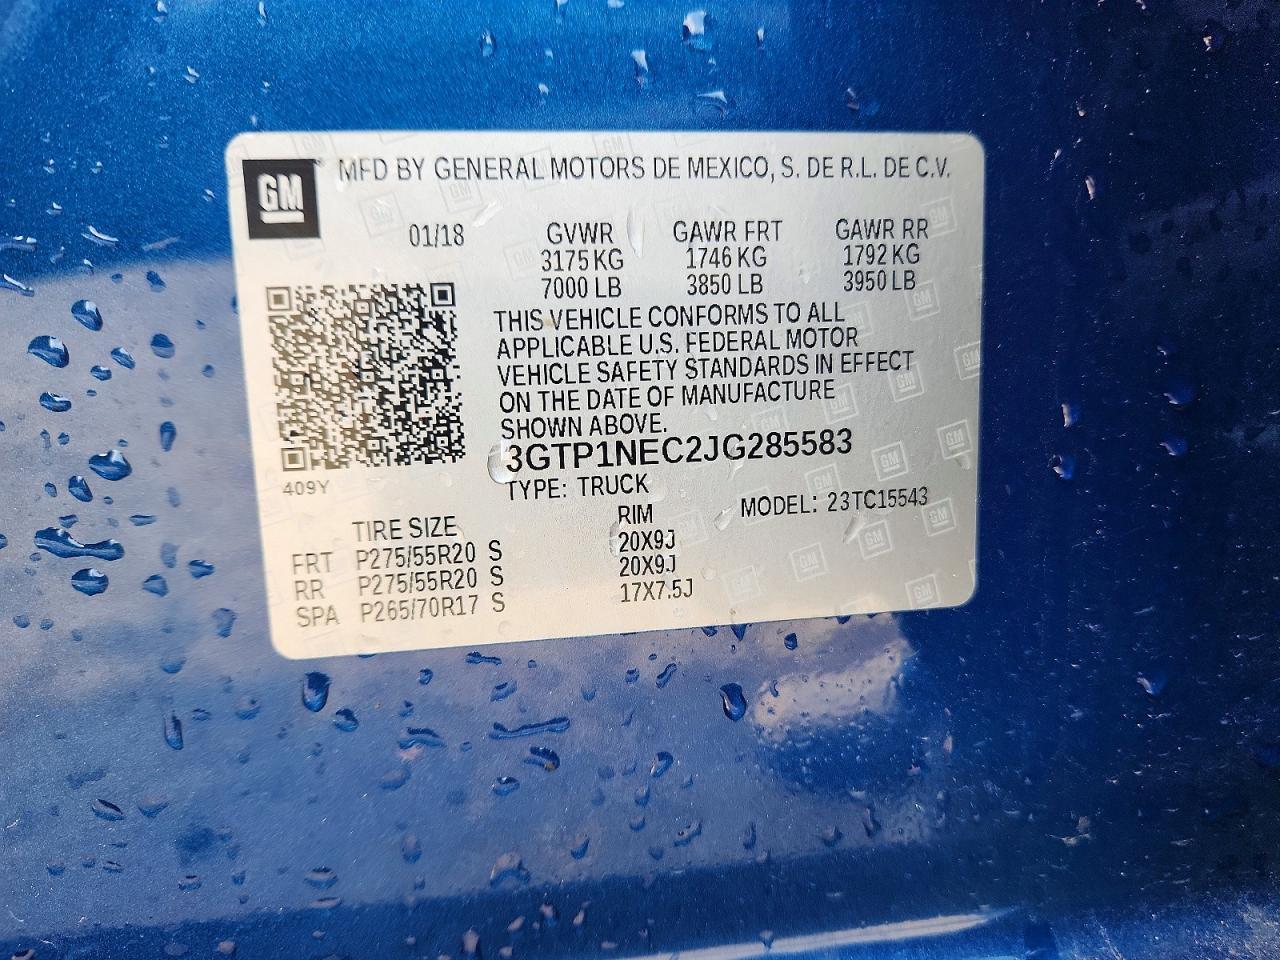 GM MFD BY GENERAL MOTORS DE MEXICO, S. DE R.L. DE C.V.
01/18 GVWR GAWR FRT GAWR RR
3175 KG 1746 KG 1792 KG
7000 LB 3850 LB 3950 LB
THIS VEHICLE CONFORMS TO ALL
APPLICABLE U.S. FEDERAL MOTOR
VEHICLE SAFETY STANDARDS IN EFFECT
ON THE DATE OF MANUFACTURE
SHOWN ABOVE.
3GTP1NEC2JG285583
409Y TYPE: TRUCK MODEL: 23TC15543
TIRE SIZE RIM
FRT P275/55R20 S 20X9J
RR P275/55R20 S 20X9J
SPA P265/70R17 S 17X7.5J